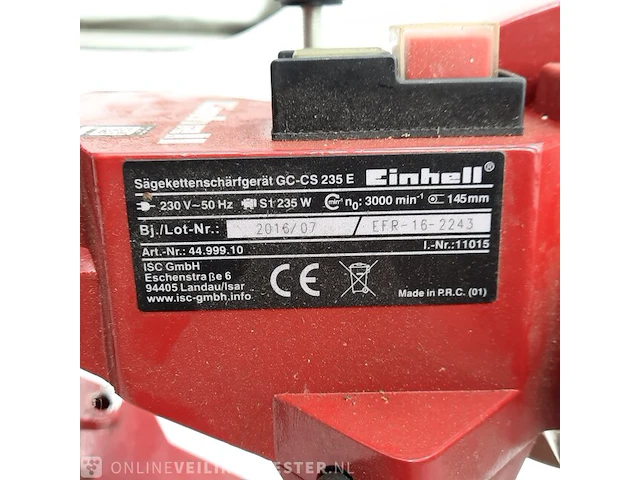 Einhell
Sägekettenschärfgerät GC-CS 235 E
Einhell®
230 V~50 Hz S1 235 W n₀: 3000 min⁻¹ 145mm
Bj./Lot-Nr.: 2016/07 / EFR-16-2243
Art.-Nr.: 44.999.10 I.-Nr.:11015
ISC GmbH
Eschenstraße 6
94405 Landau/Isar
www.isc-gmbh.info
CE
Made in P.R.C. (01)
ONLINEVEILINGMEESTER.NL